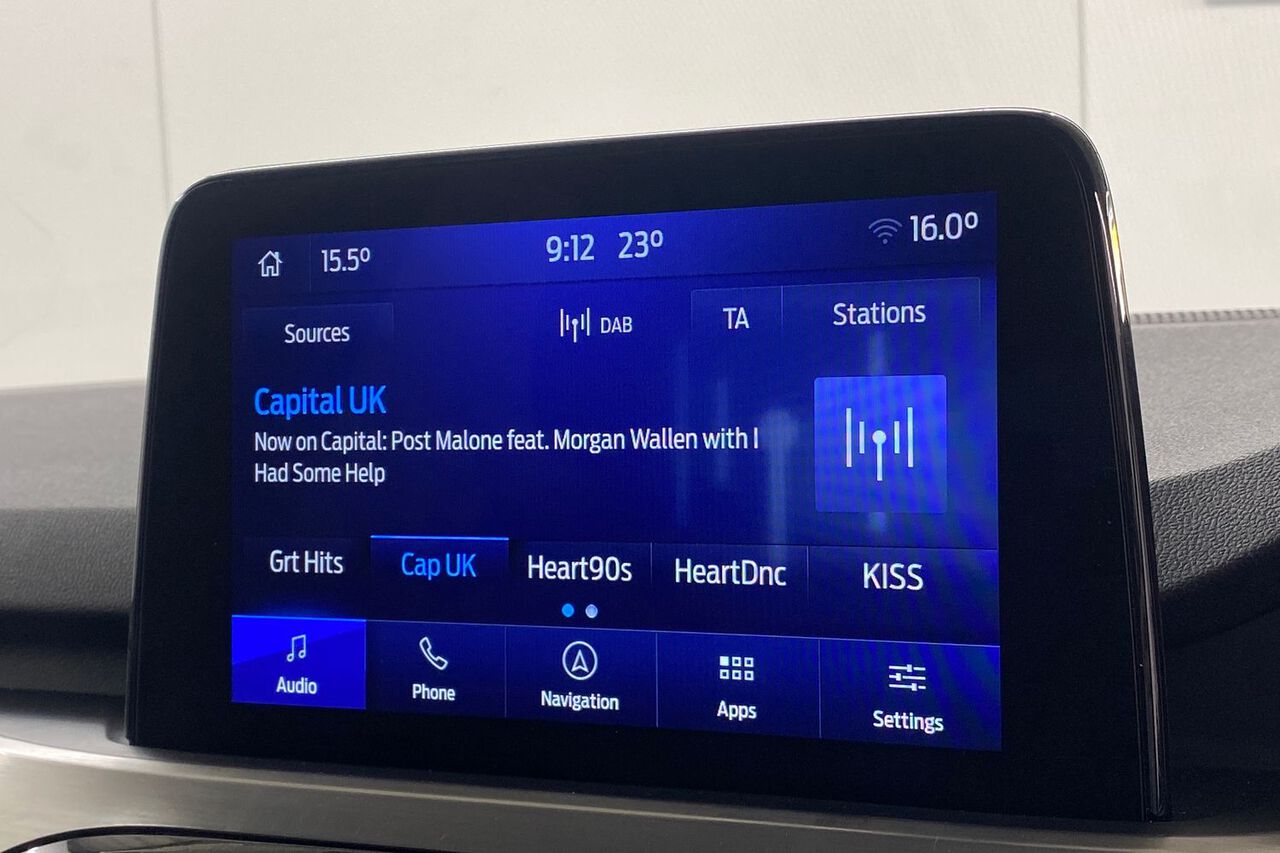 15.5º 9:12 23º 16.0º
Sources DAB TA Stations
Capital UK
Now on Capital: Post Malone feat. Morgan Wallen with I
Had Some Help
Grt Hits Cap UK Heart90s HeartDnc KISS
Audio Phone Navigation Apps Settings